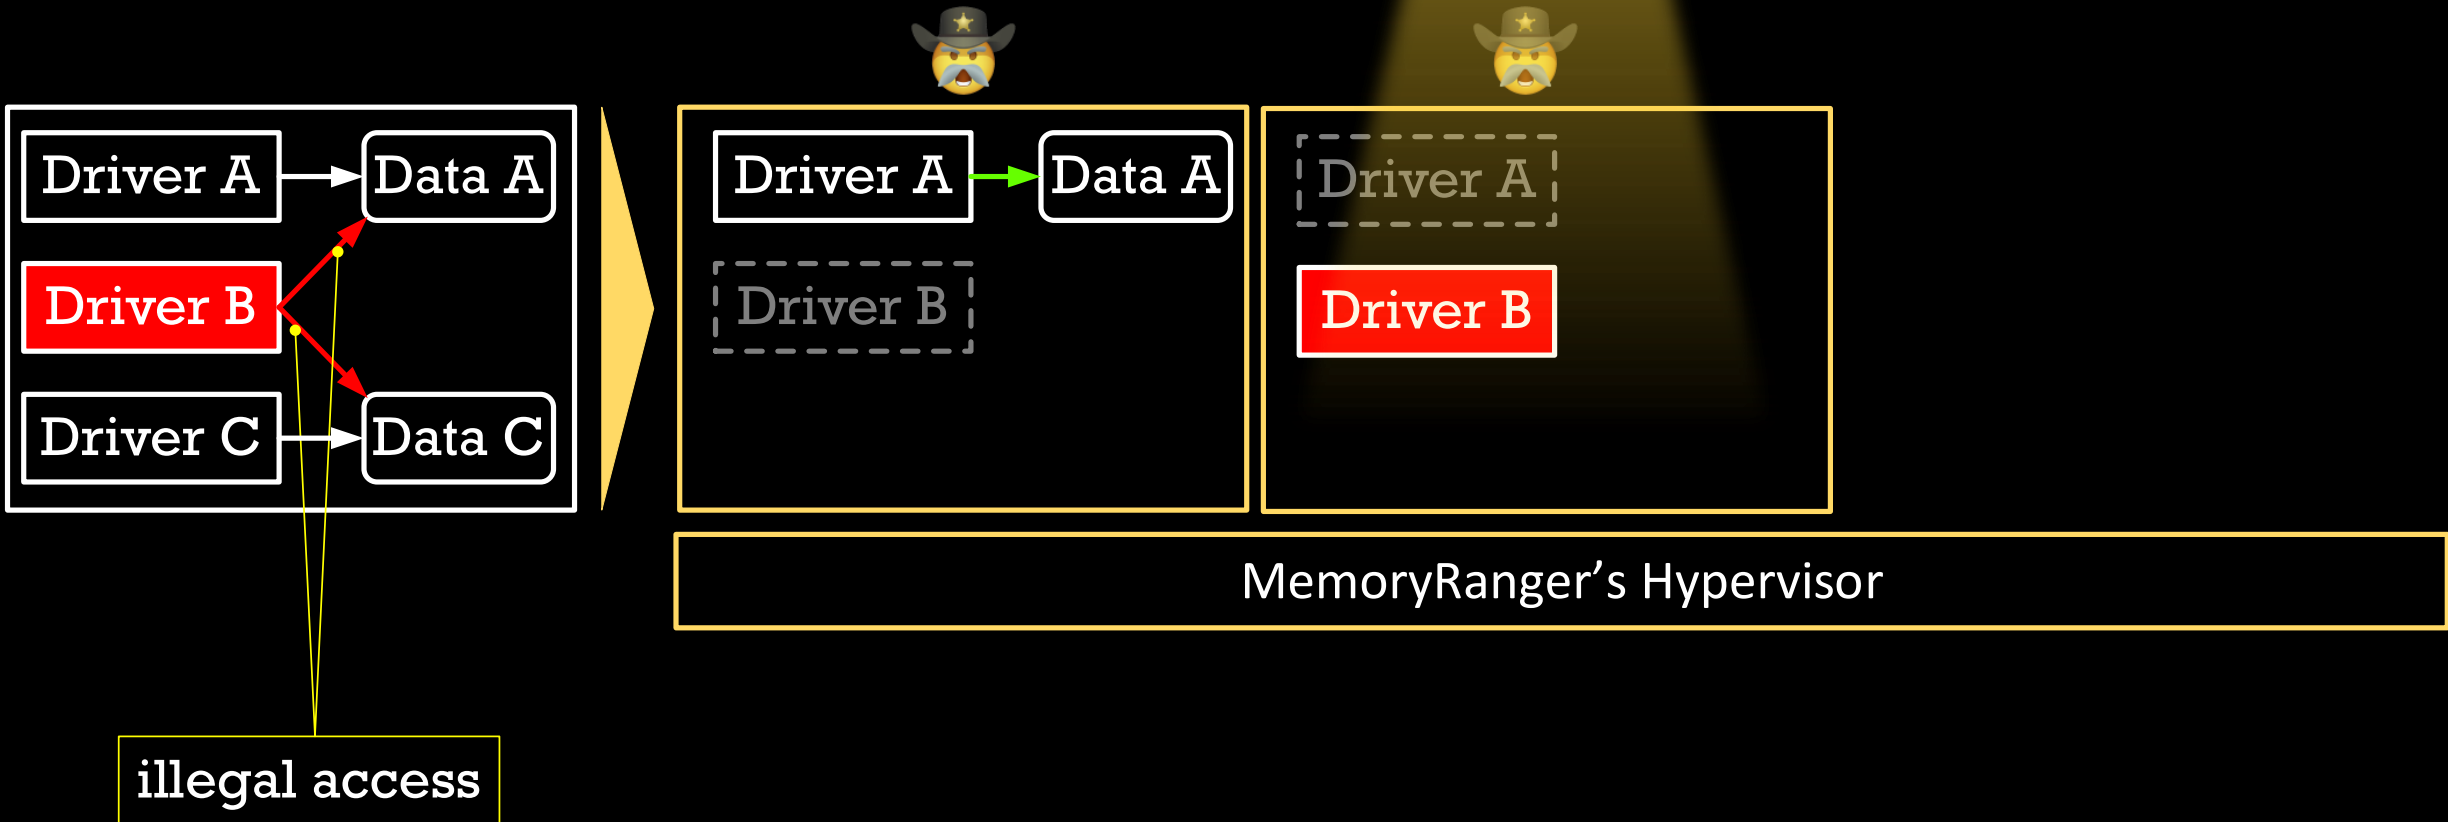 Driver A
Data A
Driver B
Driver C
Data C
illegal access
Driver A
Data A
Driver B
Driver A
Driver B
MemoryRanger’s Hypervisor